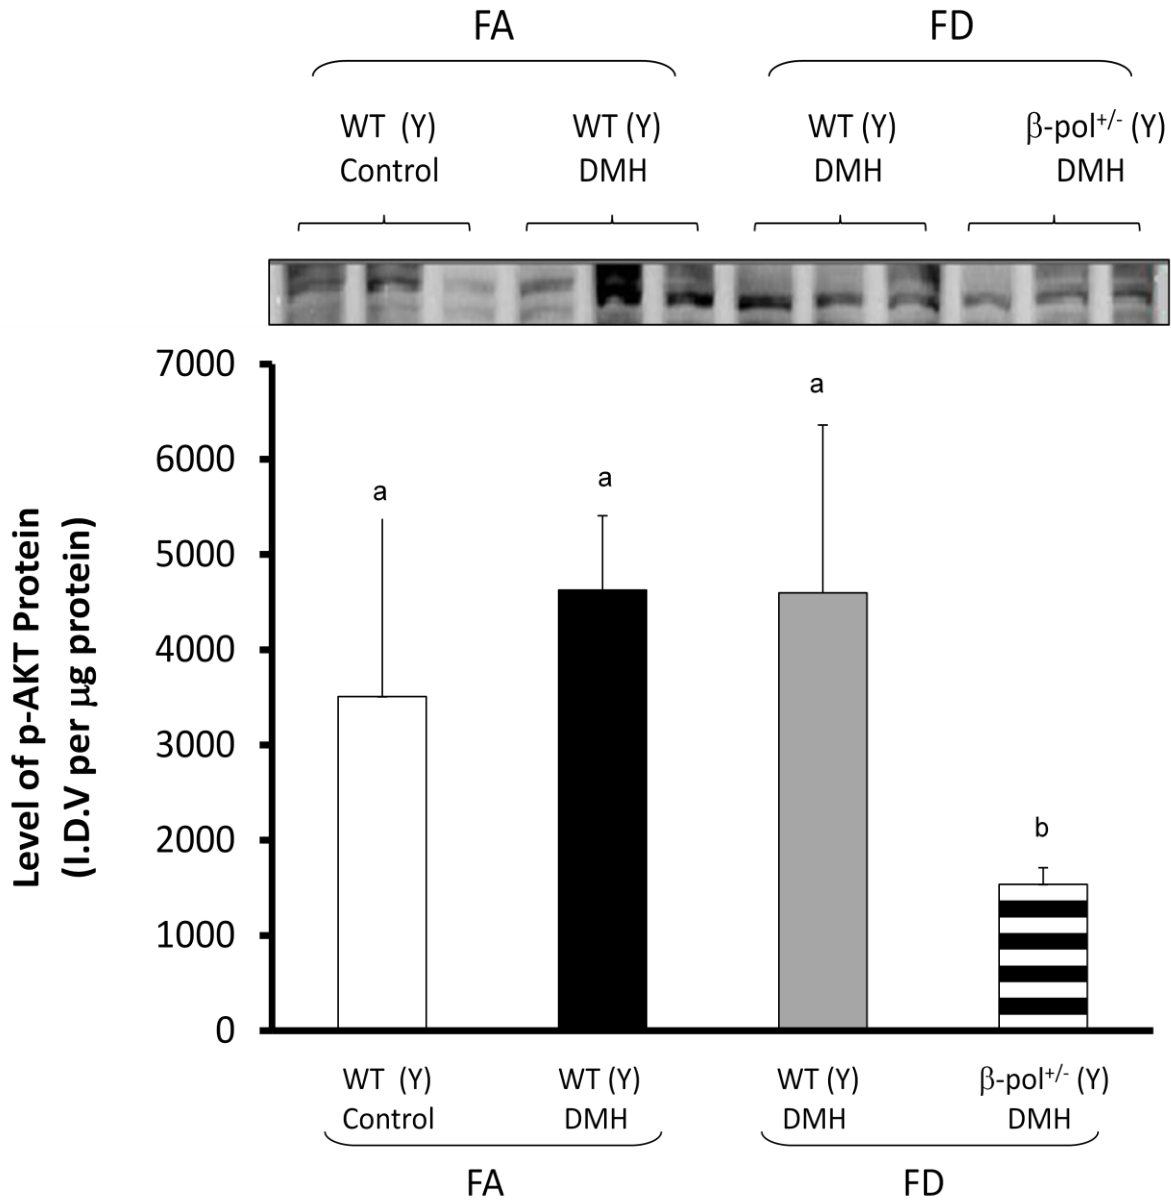 FA FD
WT (Y) WT (Y) WT (Y) β-pol+/- (Y)
Control DMH DMH DMH
7000
6000
5000
4000
3000
2000
1000
0
Level of p-AKT Protein
(I.D.V per µg protein)
a
a
a
b
WT (Y) WT (Y) WT (Y) β-pol+/- (Y)
Control DMH DMH DMH
FA FD